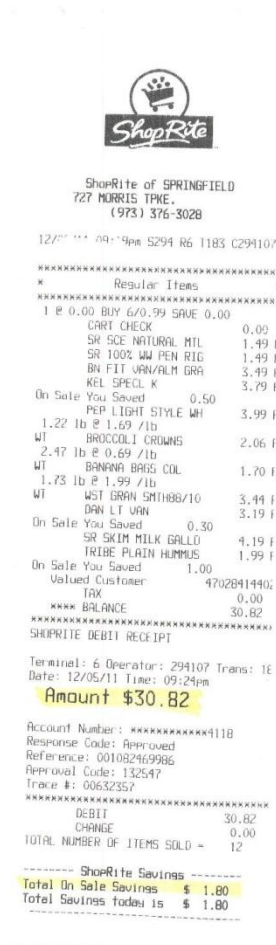 ShopRite
ShopRite of SPRINGFIELD
727 MORRIS TPKE.
(973) 376-3028
S294 R6 1183 C294107
************************************
* Regular Items
************************************
1 @ 0.00 BUY 6/0.99 SAVE 0.00
CART CHECK 0.00
SR SCE NATURAL MTL 1.49 F
SR 100% WW PEN RIG 1.49 F
BN FIT VAN/ALM GRA 3.49 F
KEL SPECL K 3.79 F
On Sale You Saved 0.50
PEP LIGHT STYLE WH 3.99 F
1.22 lb @ 1.69 /lb
WT BROCCOLI CROWNS 2.06 F
2.47 lb @ 0.69 /lb
WT BANANA BAGS COL 1.70 F
1.73 lb @ 1.99 /lb
WT WST GRAN SMTH88/10 3.44 F
DAN LT VAN 3.19 F
On Sale You Saved 0.30
SR SKIM MILK GALLO 4.19 F
TRIBE PLAIN HUMMUS 1.99 F
On Sale You Saved 1.00
Valued Customer 47028414402
TAX 0.00
**** BALANCE 30.82
************************************
SHOPRITE DEBIT RECEIPT
Terminal: 6 Operator: 294107 Trans: 18
Date: 12/05/11 Time: 09:24pm
Amount $30.82
Account Number: ************4118
Response Code: Approved
Reference: 001082469986
Approval Code: 132547
Trace #: 00632357
************************************
DEBIT 30.82
CHANGE 0.00
TOTAL NUMBER OF ITEMS SOLD = 12
-------- ShopRite Savings --------
Total On Sale Savings $ 1.80
Total Savings today is $ 1.80
----------------------------------